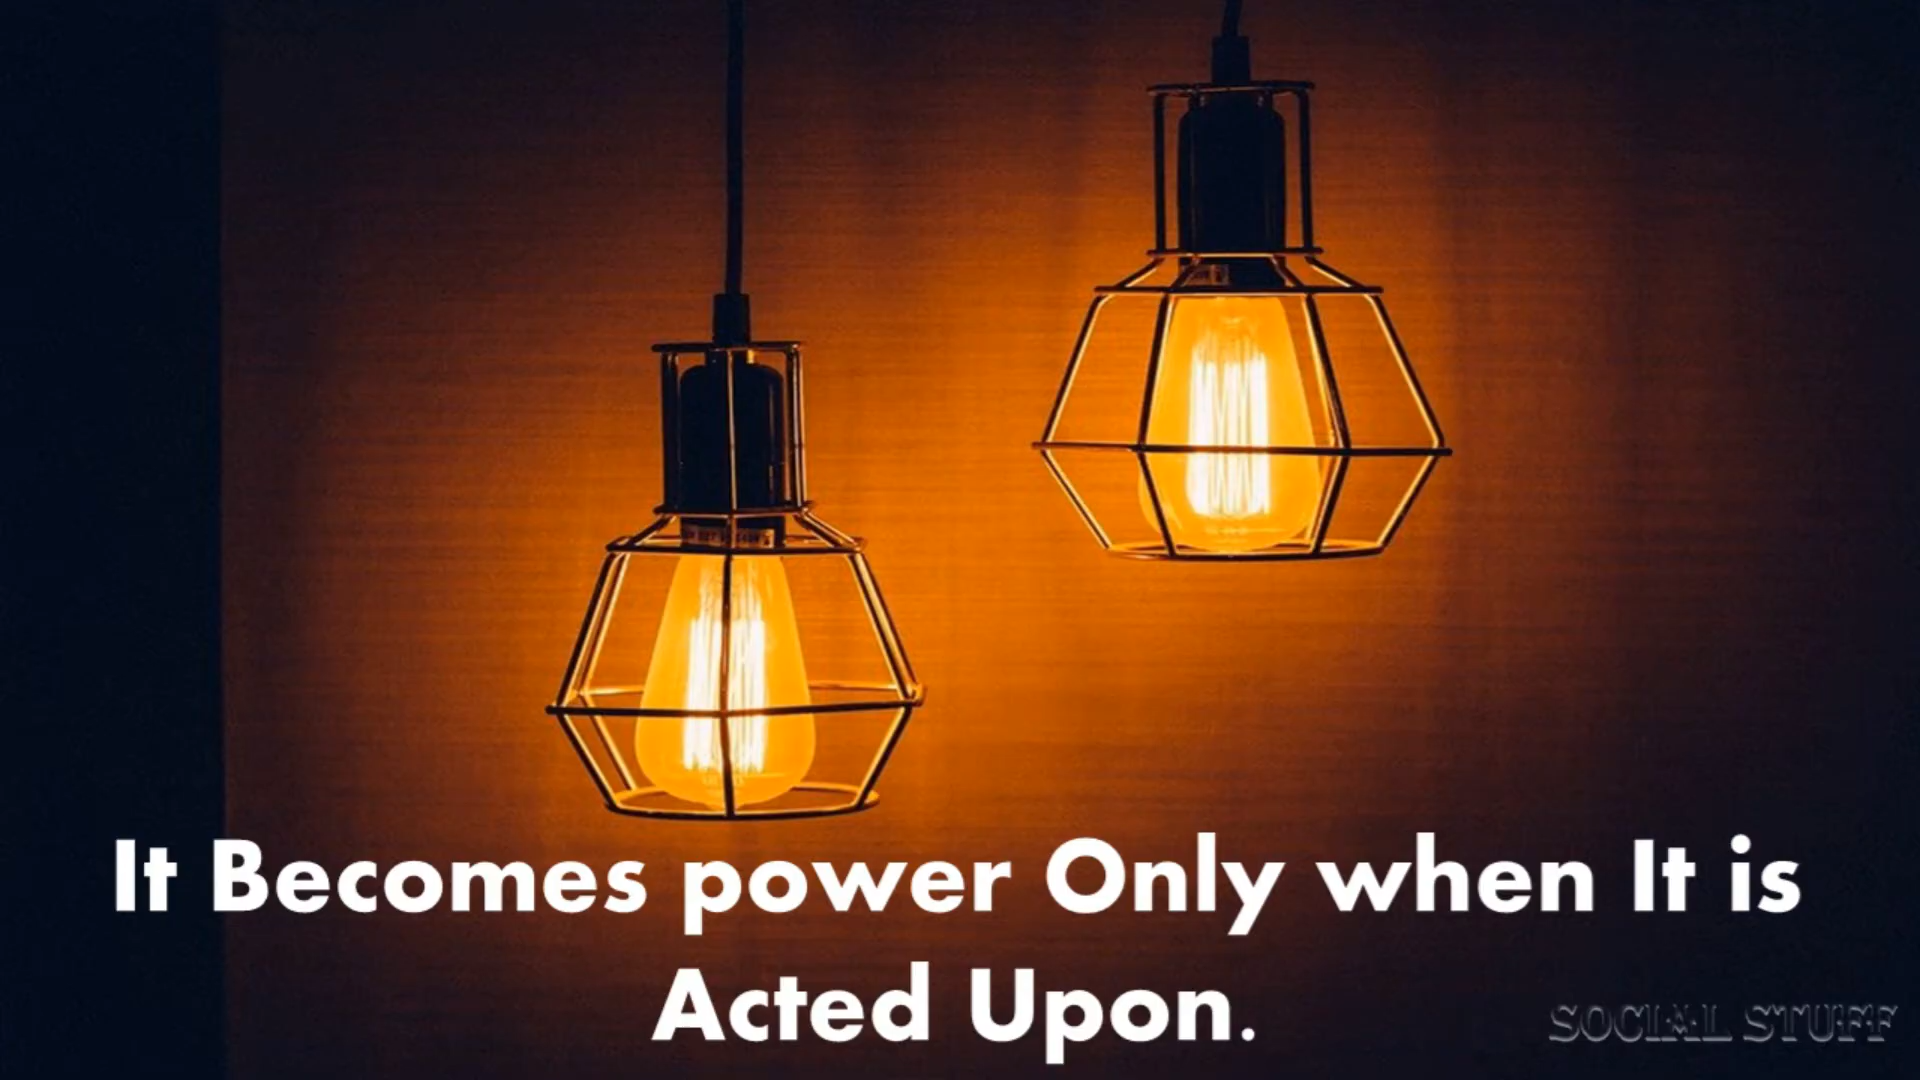 It Becomes power Only when It is
Acted Upon.
SOCIAL STUFF